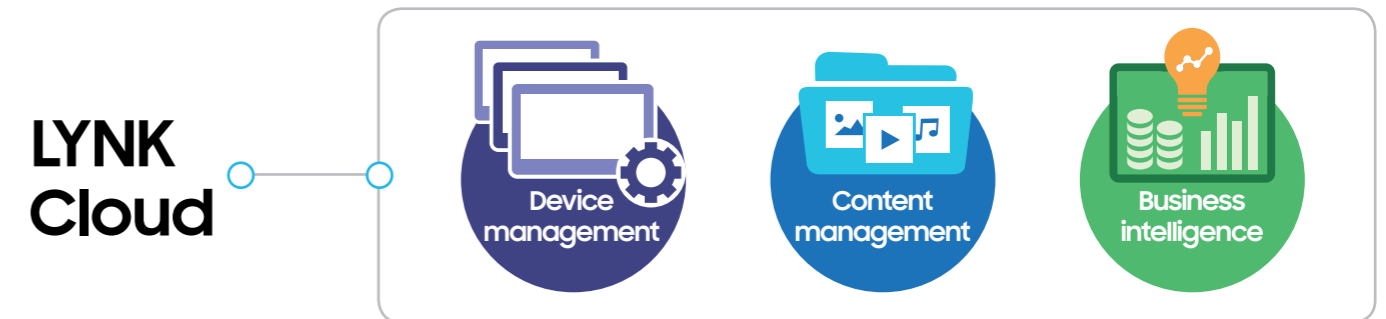 LYNK
Cloud
Device
management
Content
management
Business
intelligence